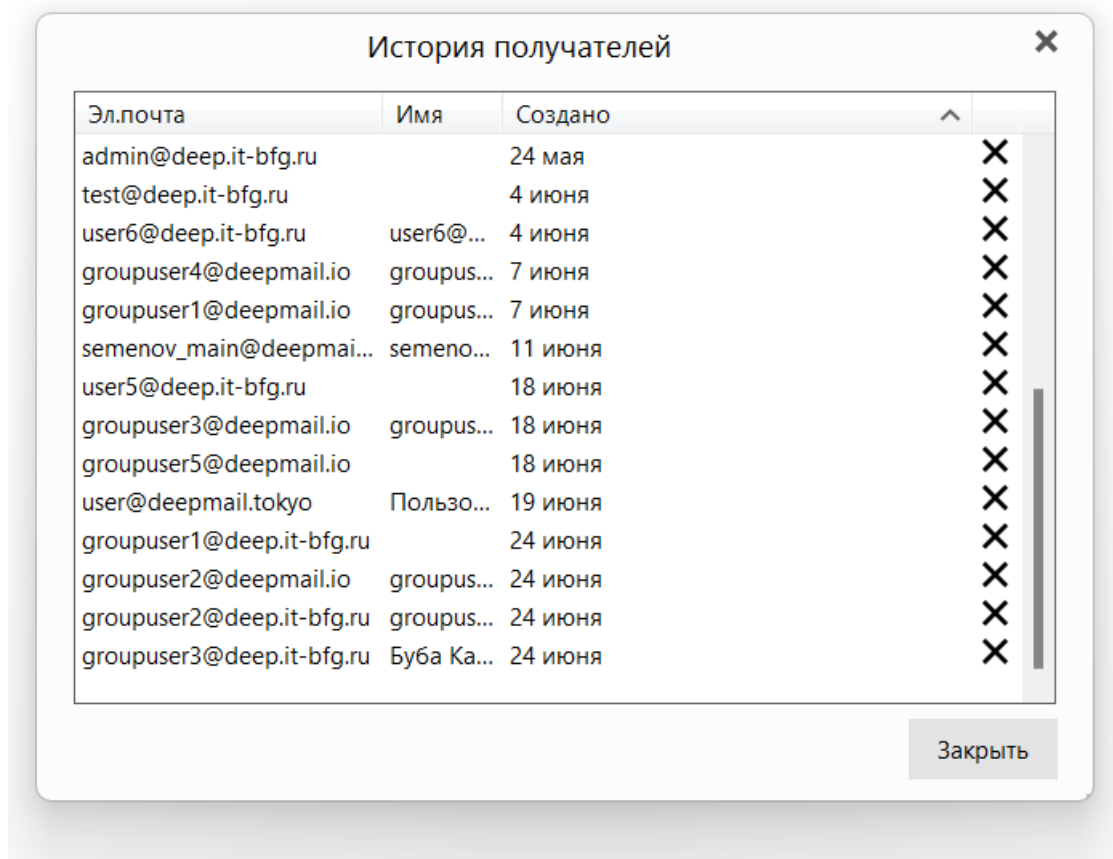 История получателей
Эл.почта Имя Создано
admin@deep.it-bfg.ru 24 мая
test@deep.it-bfg.ru 4 июня
user6@deep.it-bfg.ru user6@... 4 июня
groupuser4@deepmail.io groupus... 7 июня
groupuser1@deepmail.io groupus... 7 июня
semenov_main@deepmai... semeno... 11 июня
user5@deep.it-bfg.ru 18 июня
groupuser3@deepmail.io groupus... 18 июня
groupuser5@deepmail.io 18 июня
user@deepmail.tokyo Пользо... 19 июня
groupuser1@deep.it-bfg.ru 24 июня
groupuser2@deepmail.io groupus... 24 июня
groupuser2@deep.it-bfg.ru groupus... 24 июня
groupuser3@deep.it-bfg.ru Буба Ка... 24 июня
Закрыть